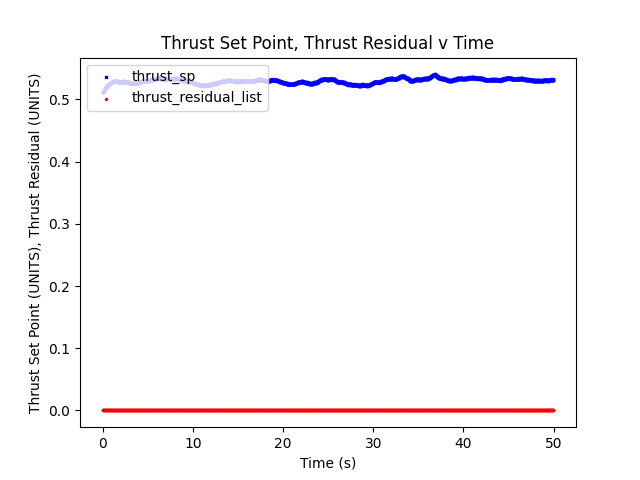 Thrust Set Point, Thrust Residual v Time
thrust_sp
thrust_residual_list
Thrust Set Point (UNITS), Thrust Residual (UNITS)
0.5
0.4
0.3
0.2
0.1
0.0
0 10 20 30 40 50
Time (s)